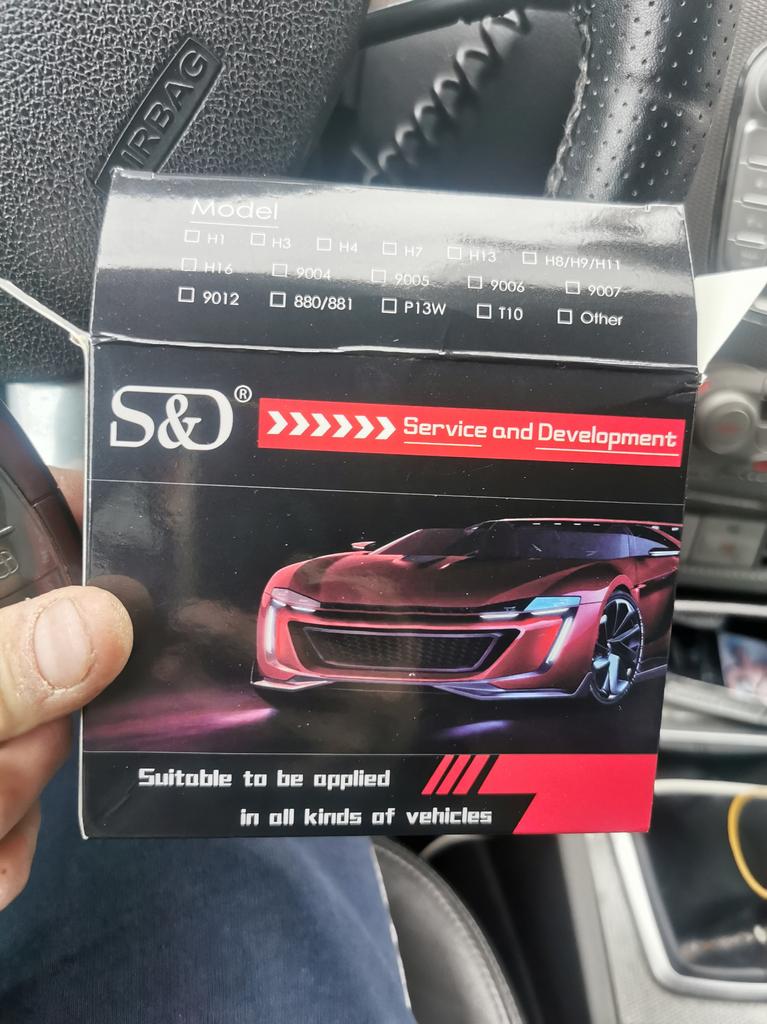 AIRBAG
Model
☐ H1 ☐ H3 ☐ H4 ☐ H7 ☐ H13 ☐ H8/H9/H11
☐ H16 ☐ 9004 ☐ 9005 ☐ 9006 ☐ 9007
☐ 9012 ☐ 880/881 ☐ P13W ☐ T10 ☐ Other
S&D®
Service and Development
Suitable to be applied
in all kinds of vehicles